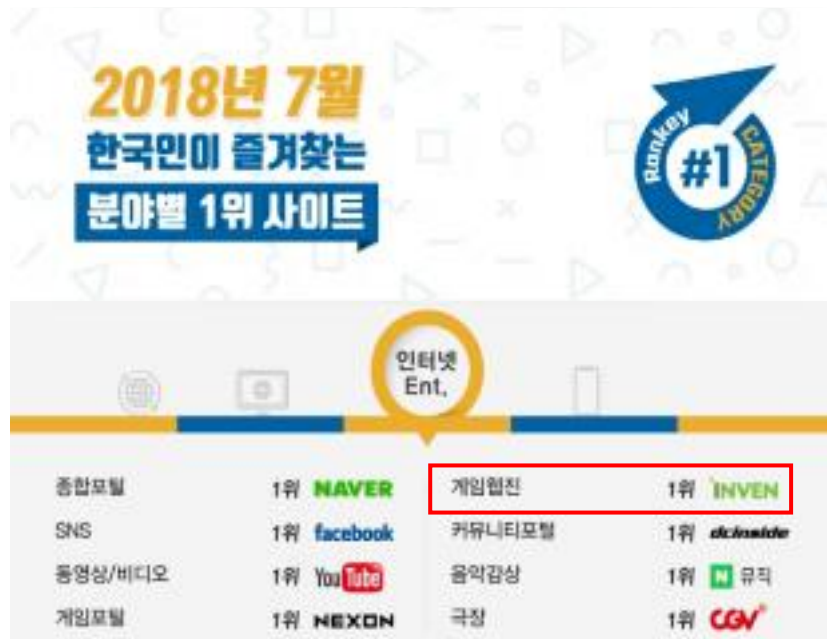 2018년 7월
한국인이 즐겨찾는
분야별 1위 사이트
Rankey
#1
CATEGORY
인터넷
Ent,
종합포털 1위 NAVER
SNS 1위 facebook
동영상/비디오 1위 YouTube
게임포털 1위 NEXON
게임웹진 1위 INVEN
커뮤니티포털 1위 dcinside
음악감상 1위 N 뮤직
극장 1위 CGV